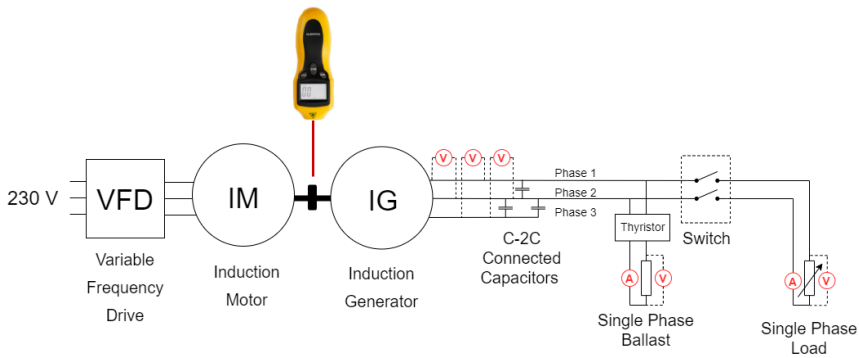 V
V
V
Phase 1
230 V
VFD
IM
IG
Phase 2
Phase 3
Thyristor
Switch
C-2C
Connected
Capacitors
Variable
Frequency
Drive
Induction
Motor
Induction
Generator
A
V
A
V
Single Phase
Ballast
Single Phase
Load